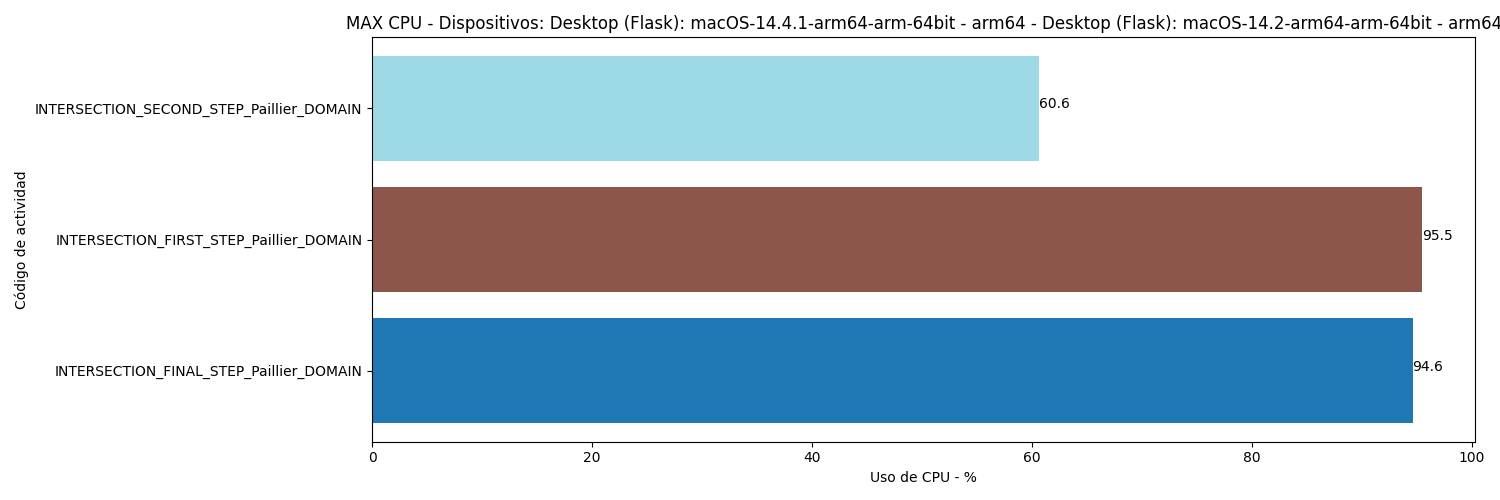 MAX CPU - Dispositivos: Desktop (Flask): macOS-14.4.1-arm64-arm-64bit - arm64 - Desktop (Flask): macOS-14.2-arm64-arm-64bit - arm64
INTERSECTION_SECOND_STEP_Paillier_DOMAIN
60.6
INTERSECTION_FIRST_STEP_Paillier_DOMAIN
95.5
INTERSECTION_FINAL_STEP_Paillier_DOMAIN
94.6
Código de actividad
0 20 40 60 80 100
Uso de CPU - %